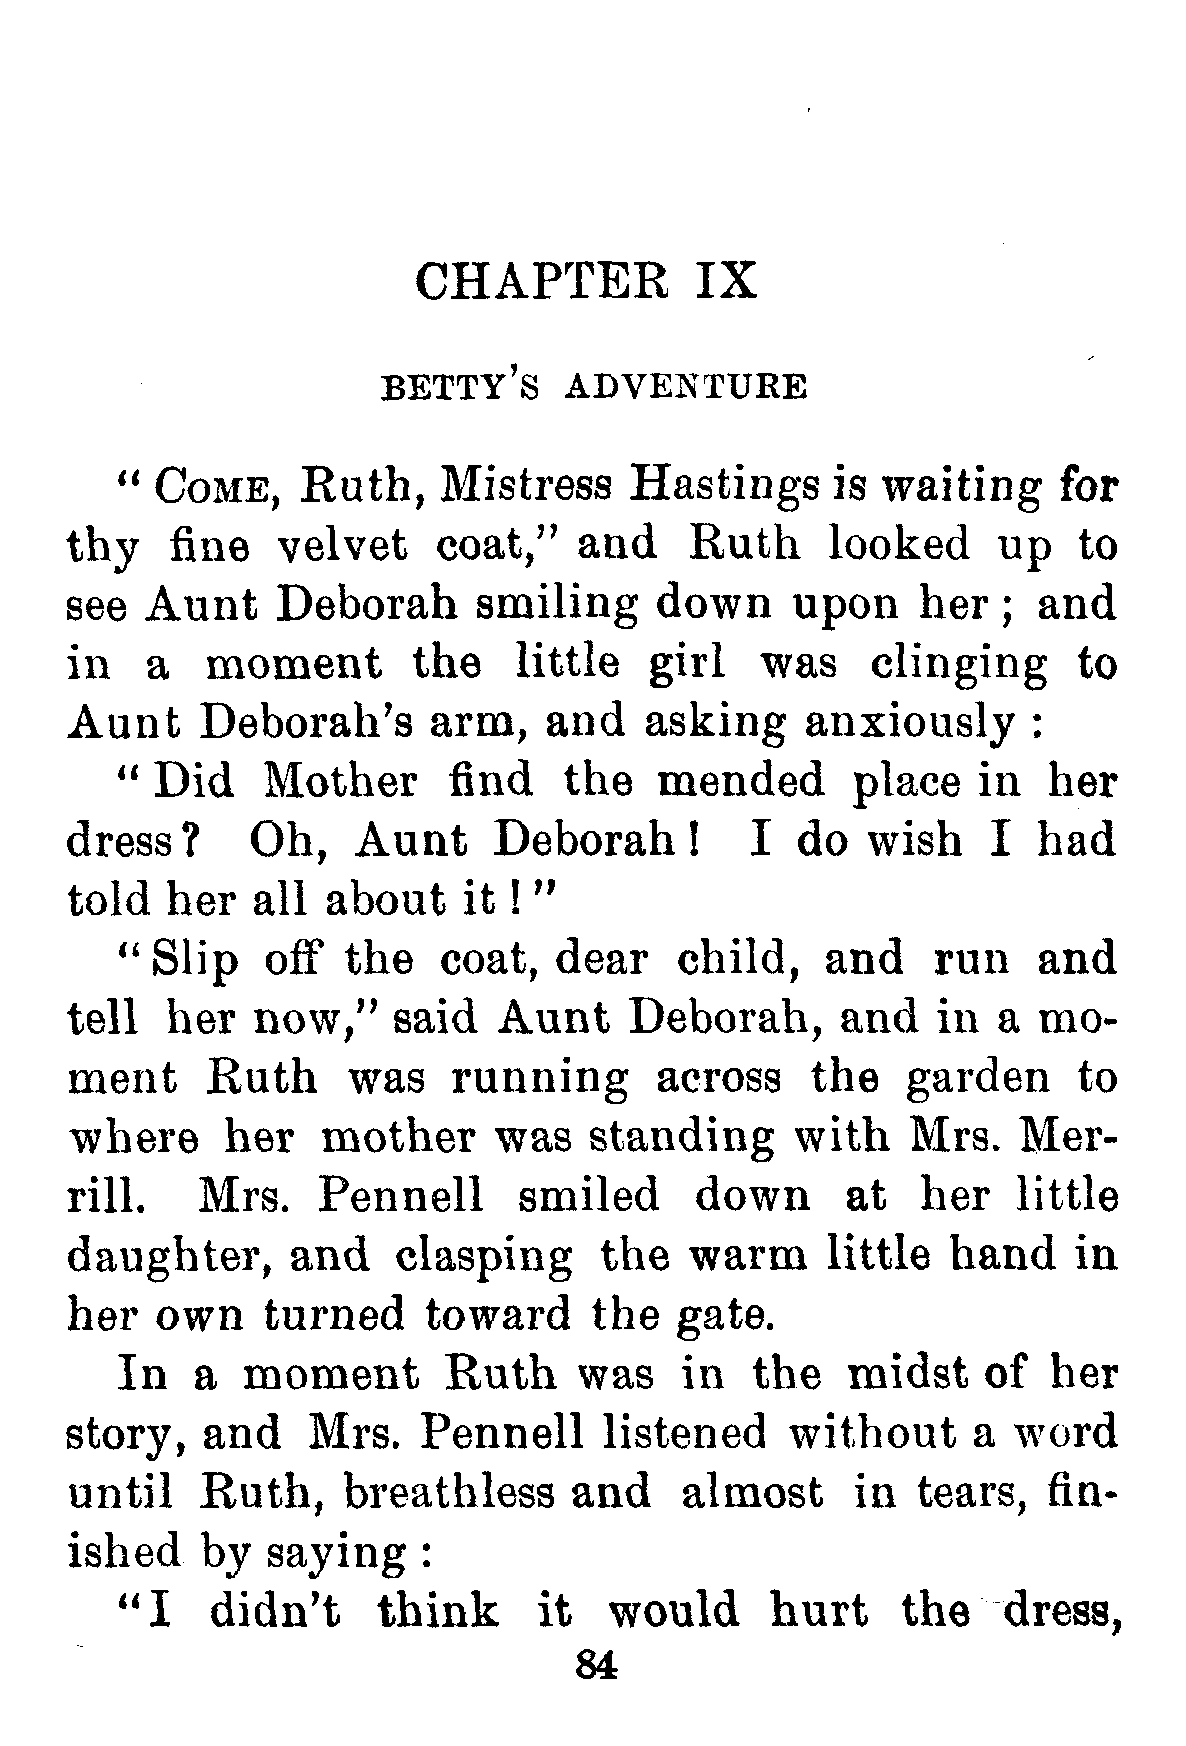 CHAPTER IX
BETTY'S ADVENTURE
"COME, Ruth, Mistress Hastings is waiting for
thy fine velvet coat," and Ruth looked up to
see Aunt Deborah smiling down upon her; and
in a moment the little girl was clinging to
Aunt Deborah's arm, and asking anxiously:
"Did Mother find the mended place in her
dress? Oh, Aunt Deborah! I do wish I had
told her all about it!"
"Slip off the coat, dear child, and run and
tell her now," said Aunt Deborah, and in a mo-
ment Ruth was running across the garden to
where her mother was standing with Mrs. Mer-
rill. Mrs. Pennell smiled down at her little
daughter, and clasping the warm little hand in
her own turned toward the gate.
In a moment Ruth was in the midst of her
story, and Mrs. Pennell listened without a word
until Ruth, breathless and almost in tears, fin-
ished by saying:
"I didn't think it would hurt the dress,
84